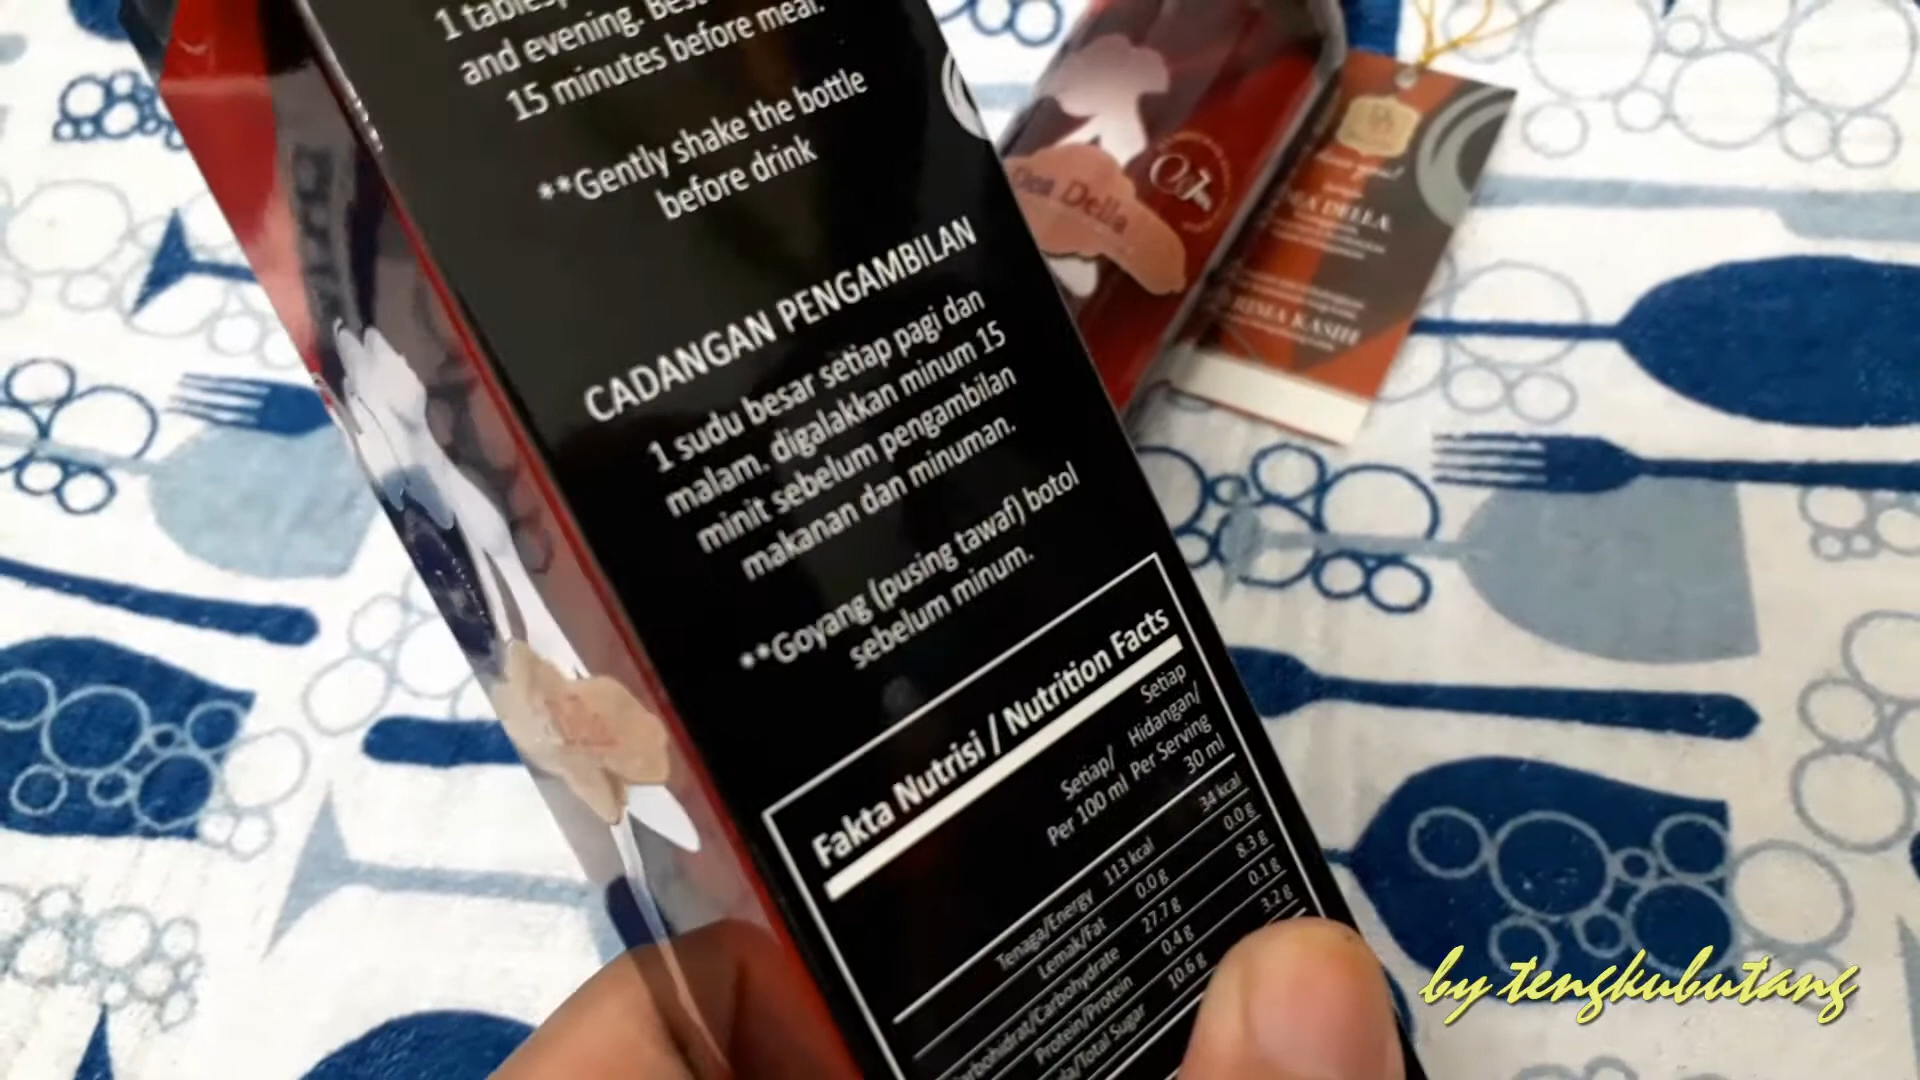 and evening.
15 minutes before meal.
**Gently shake the bottle
before drink
CADANGAN PENGAMBILAN
1 sudu besar setiap pagi dan
malam. digalakkan minum 15
minit sebelum pengambilan
makanan dan minuman.
**Goyang (pusing tawaf) botol
sebelum minum.
Fakta Nutrisi / Nutrition Facts
Setiap/
Per 100 ml
Setiap
Hidangan/
Per Serving
30 ml
Tenaga/Energy 113 kcal 34 kcal
Lemak/Fat 0.0 g 0.0 g
27.7 g 8.3 g
Protein/Protein 0.4 g 0.1 g
Sugar 10.6 g 3.2 g
Della
DELLA
KASIH
by tengkubutang